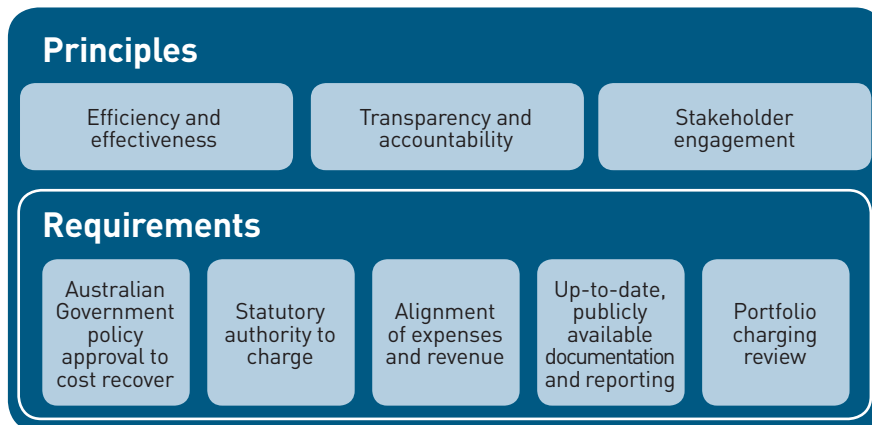 Principles
Efficiency and
effectiveness
Transparency and
accountability
Stakeholder
engagement
Requirements
Australian
Government
policy
approval to
cost recover
Statutory
authority to
charge
Alignment
of expenses
and revenue
Up-to-date,
publicly
available
documentation
and reporting
Portfolio
charging
review